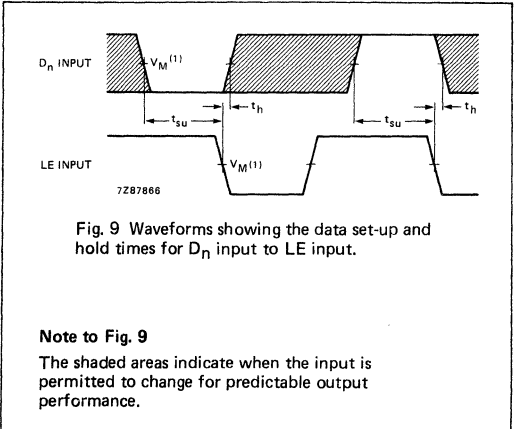 Dn INPUT
VM(1)
th
tsu
tsu
th
LE INPUT
VM(1)
7Z87866
Fig. 9 Waveforms showing the data set-up and
hold times for Dn input to LE input.
Note to Fig. 9
The shaded areas indicate when the input is
permitted to change for predictable output
performance.